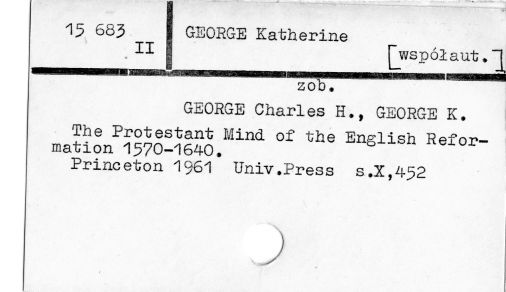 15 683
II
GEORGE Katherine
[współaut.]
zob.
GEORGE Charles H., GEORGE K.
The Protestant Mind of the English Refor-
mation 1570-1640.
Princeton 1961 Univ.Press s.X,452